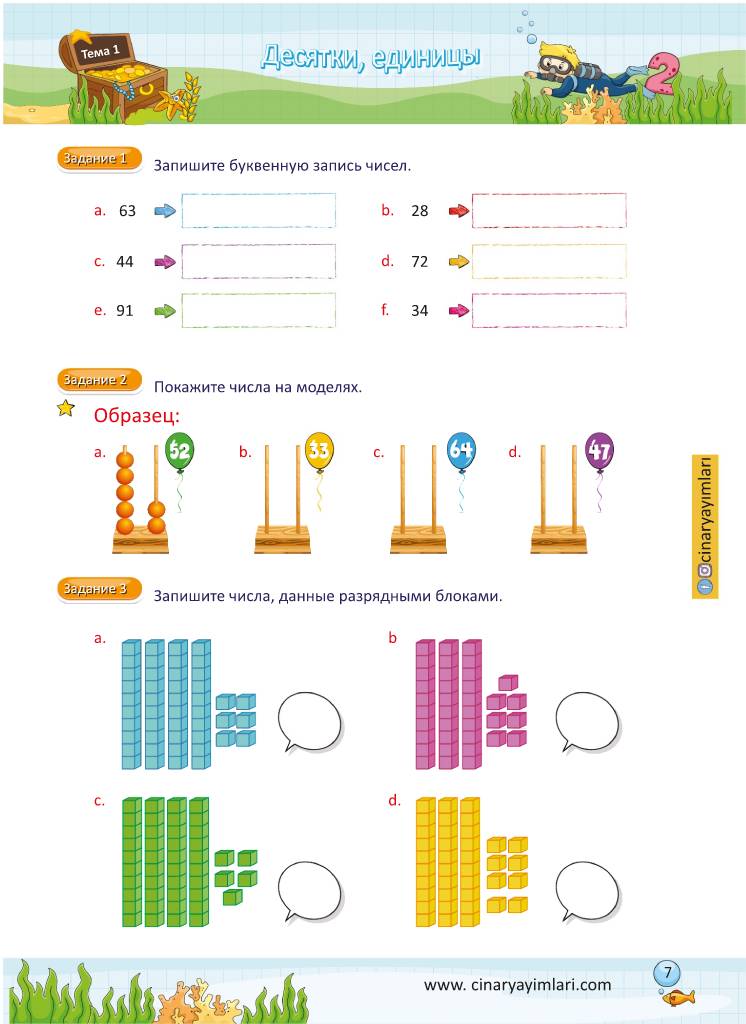 Тема 1
Десятки, единицы
2
Задание 1
Запишите буквенную запись чисел.
a. 63
b. 28
c. 44
d. 72
e. 91
f. 34
Задание 2
Покажите числа на моделях.
Образец:
a. 52
b. 33
c. 64
d. 47
cinaryayımları
Задание 3
Запишите числа, данные разрядными блоками.
a.
b
c.
d.
www. cinaryayimlari.com
7